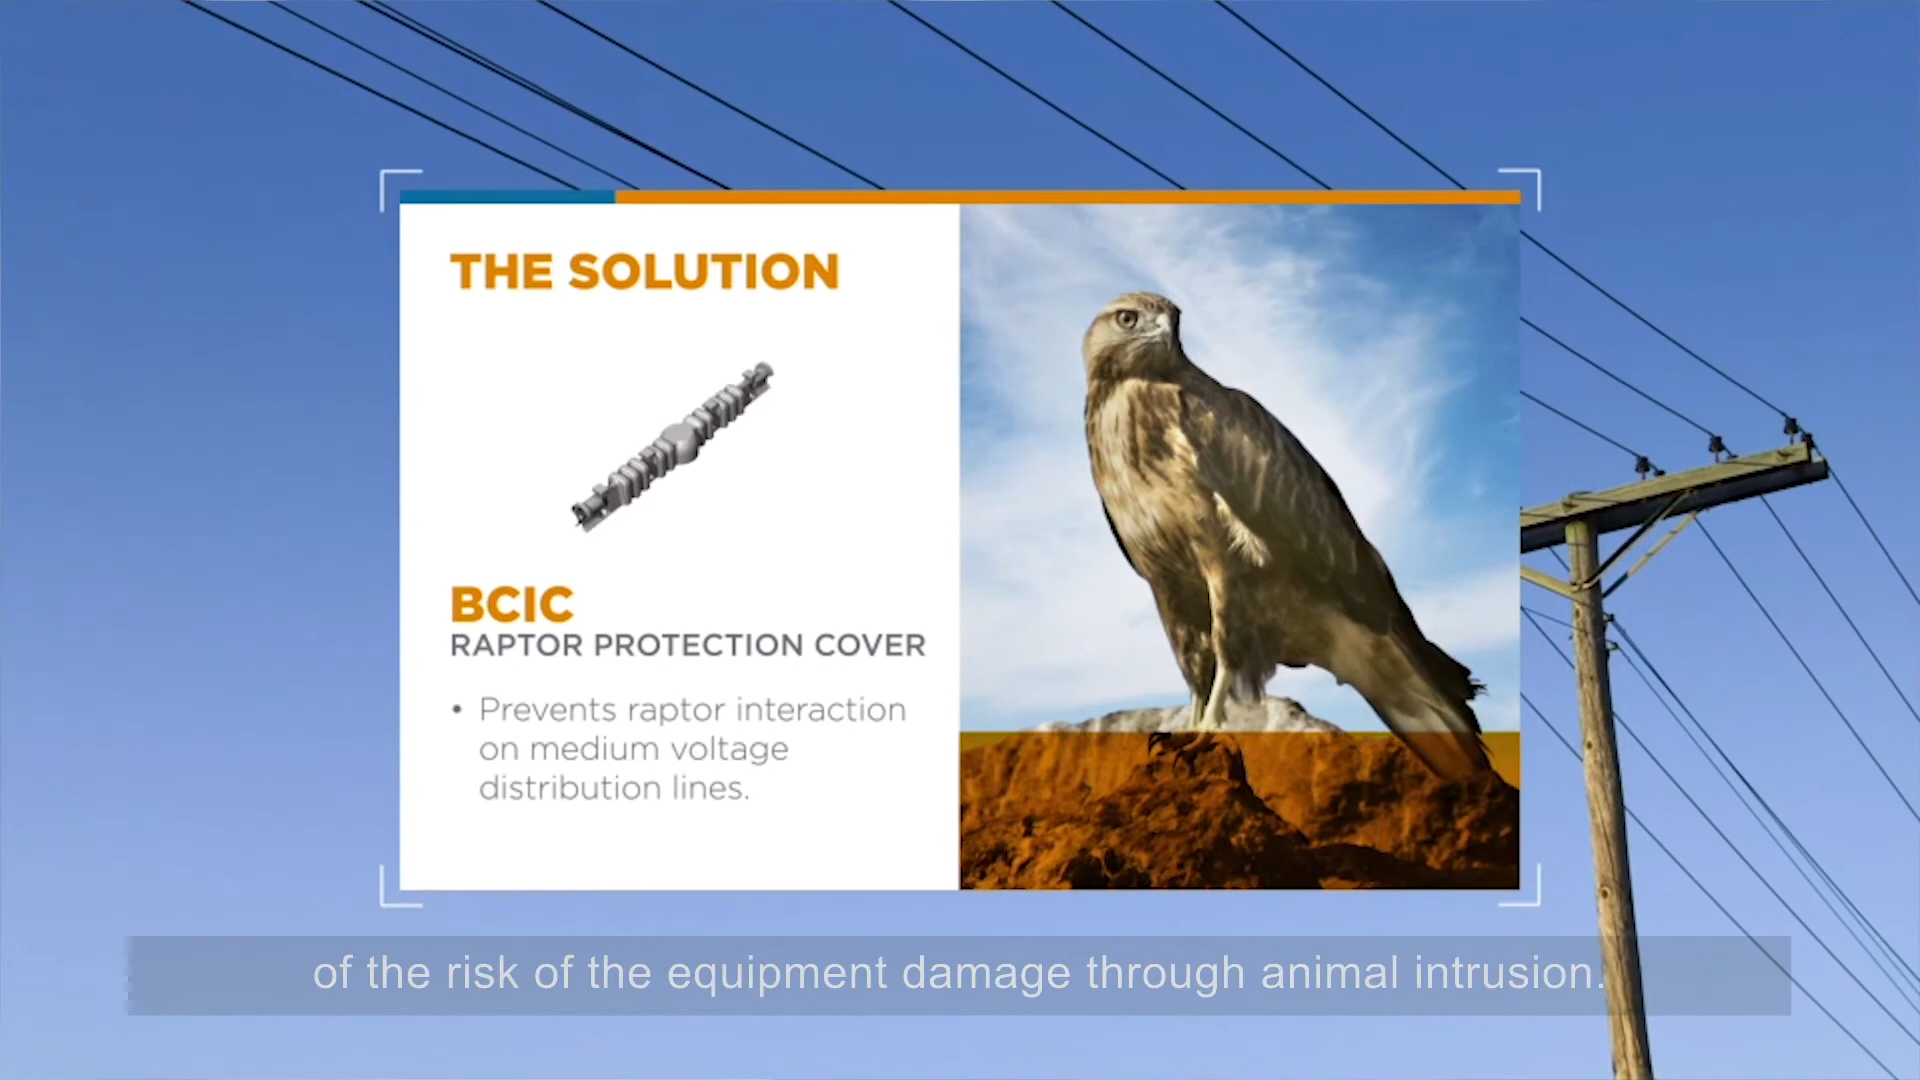 THE SOLUTION
BCIC
RAPTOR PROTECTION COVER
• Prevents raptor interaction
on medium voltage
distribution lines.
of the risk of the equipment damage through animal intrusion.